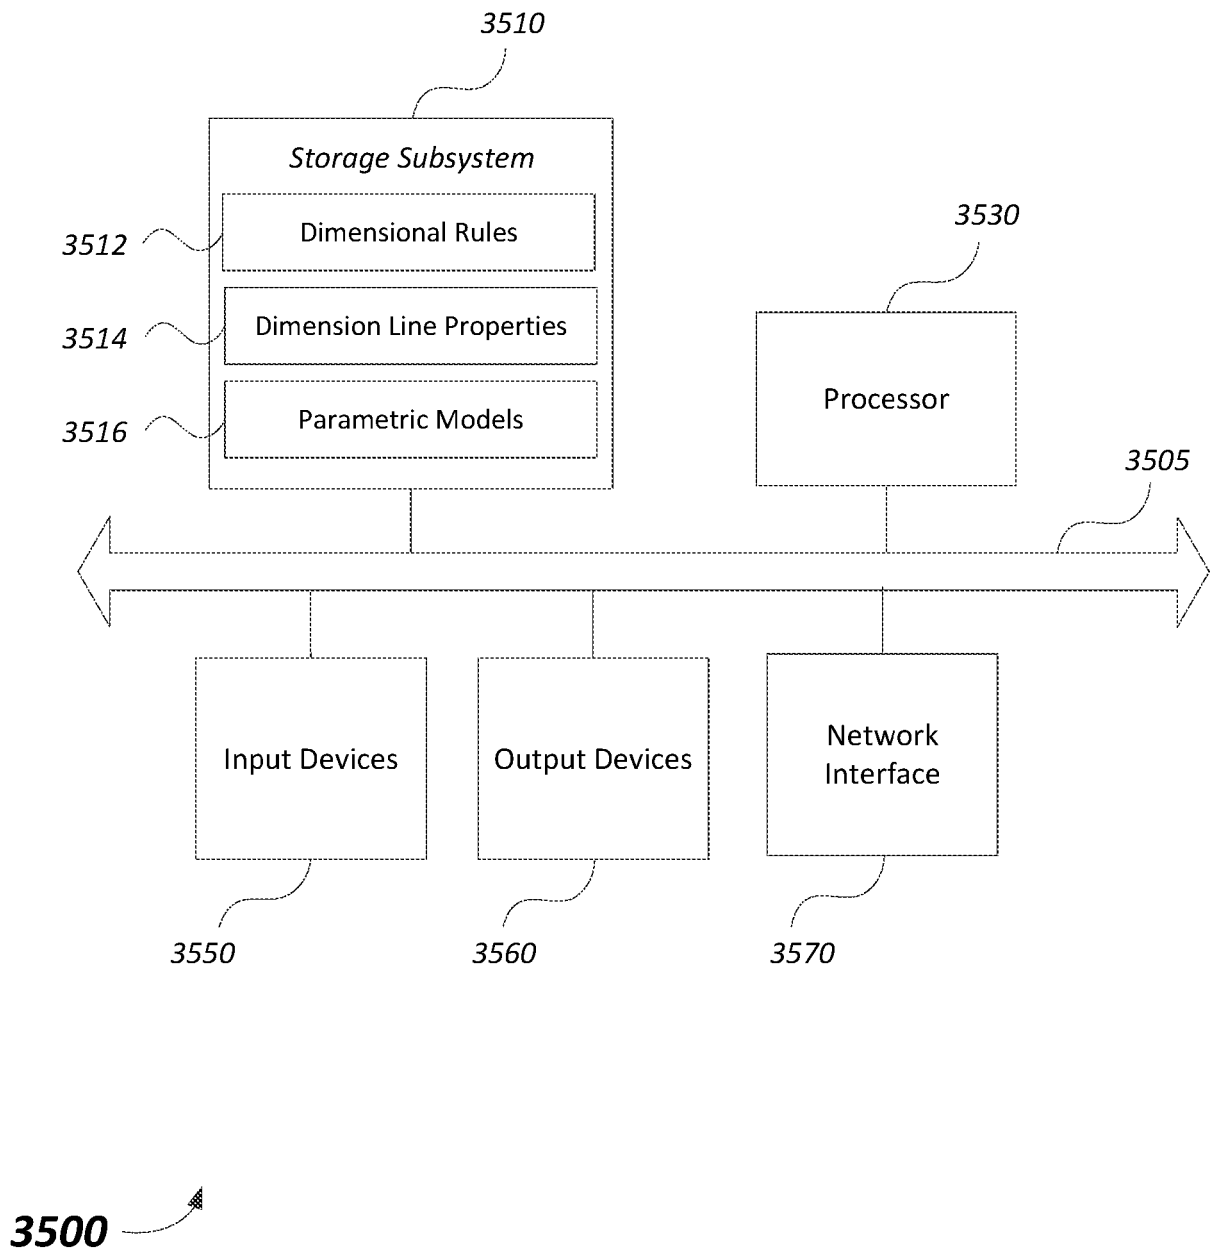 3510
Storage Subsystem
Dimensional Rules
3512
Dimension Line Properties
3514
Parametric Models
3516
3530
Processor
3505
Input Devices
Output Devices
Network
Interface
3550
3560
3570
3500